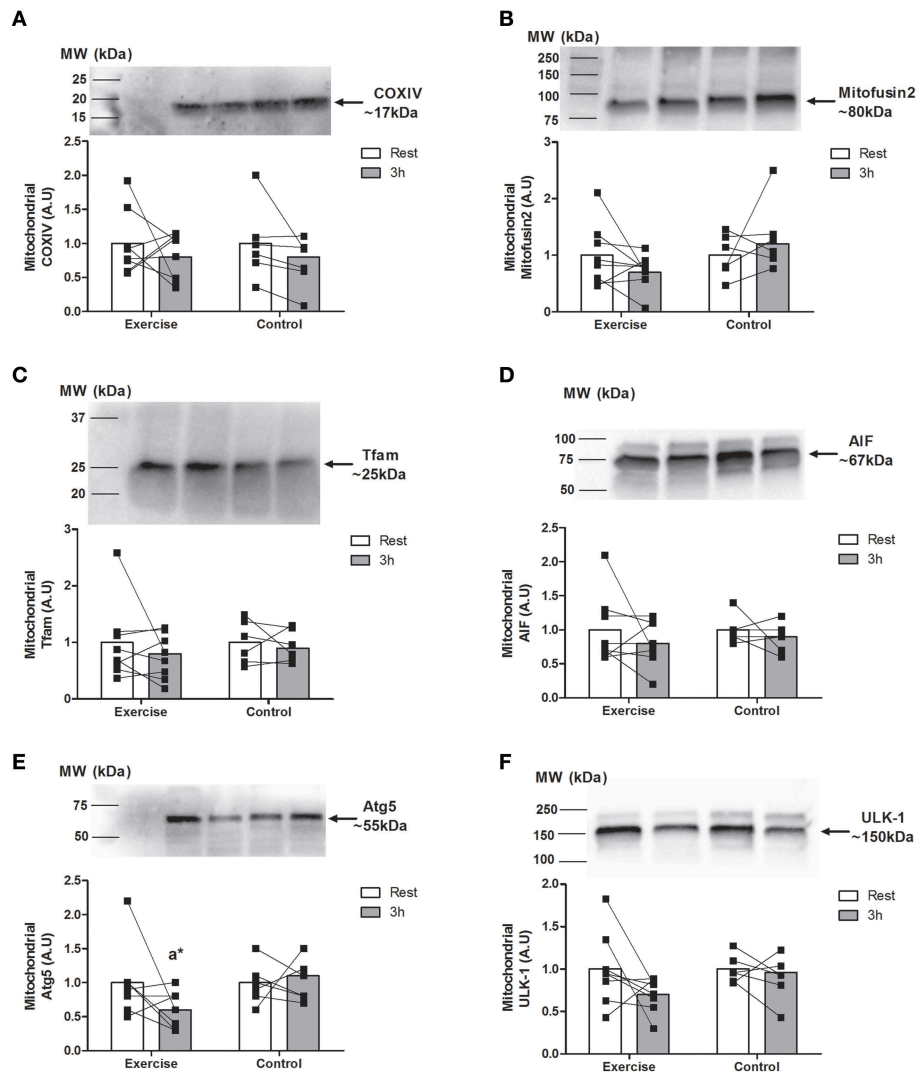 A
MW (kDa)
25
20
15
COXIV
~17kDa
2.5
2.0
1.5
1.0
0.5
0.0
Mitochondrial
COXIV (A.U)
Rest
3h
Exercise
Control
B
MW (kDa)
250
150
100
75
Mitofusin2
~80kDa
3
2
1
0
Mitochondrial
Mitofusin2 (A.U)
Rest
3h
Exercise
Control
C
MW (kDa)
37
25
20
Tfam
~25kDa
3
2
1
0
Mitochondrial
Tfam (A.U)
Rest
3h
Exercise
Control
D
MW (kDa)
100
75
50
AIF
~67kDa
2.5
2.0
1.5
1.0
0.5
0.0
Mitochondrial
AIF (A.U)
Rest
3h
Exercise
Control
E
MW (kDa)
75
50
Atg5
~55kDa
2.5
2.0
1.5
1.0
0.5
0.0
Mitochondrial
Atg5 (A.U)
a*
Rest
3h
Exercise
Control
F
MW (kDa)
250
150
100
ULK-1
~150kDa
2.0
1.5
1.0
0.5
0.0
Mitochondrial
ULK-1 (A.U)
Rest
3h
Exercise
Control